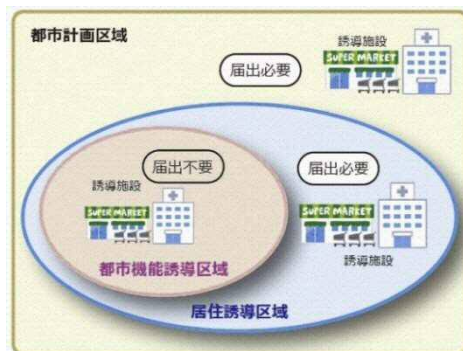 都市計画区域
誘導施設
SUPER MARKET
届出必要
届出不要
届出必要
誘導施設
SUPER MARKET
SUPER MARKET
都市機能誘導区域
誘導施設
居住誘導区域